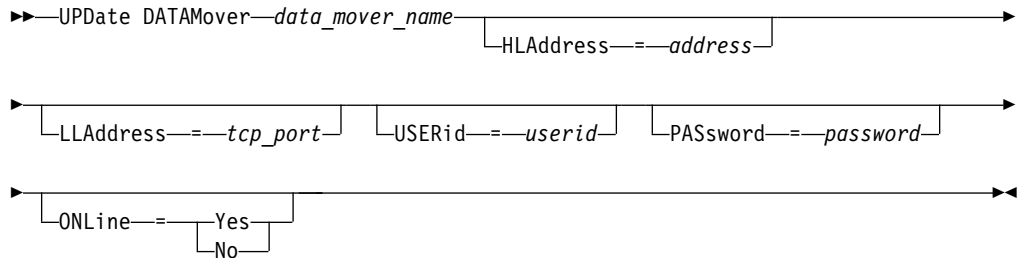 UPDate DATAMover data_mover_name
HLAddress = address
LLAddress = tcp_port USERid = userid PASsword = password
ONLine = Yes
No